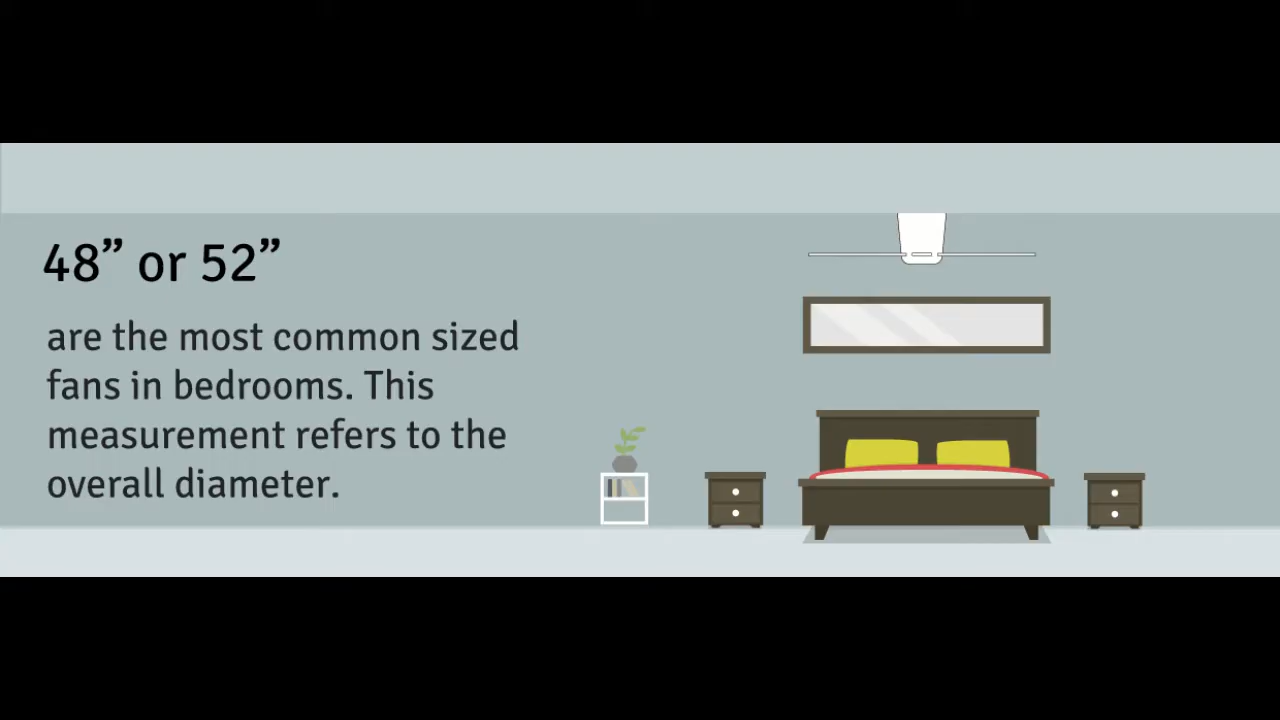 48” or 52”
are the most common sized
fans in bedrooms. This
measurement refers to the
overall diameter.